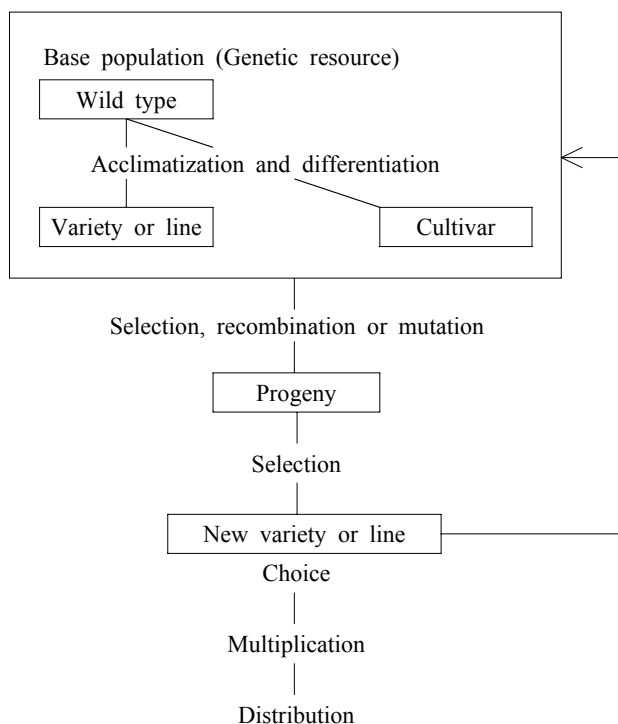 Base population (Genetic resource)
Wild type
Acclimatization and differentiation
Variety or line
Cultivar
Selection, recombination or mutation
Progeny
Selection
New variety or line
Choice
Multiplication
Distribution